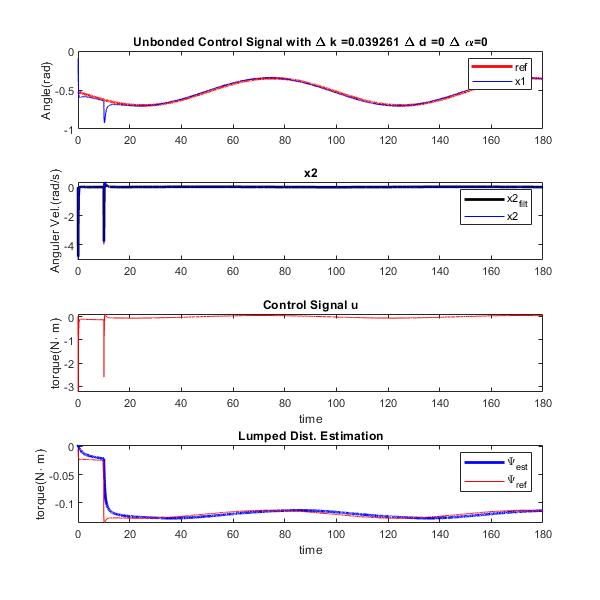 Unbonded Control Signal with Δ k =0.039261 Δ d =0 Δ α=0
Angle(rad)
0
-0.5
-1
ref
x1
0 20 40 60 80 100 120 140 160 180
x2
Anguler Vel.(rad/s)
0
-2
-4
x2filt
x2
0 20 40 60 80 100 120 140 160 180
Control Signal u
torque(N· m)
0
-1
-2
-3
0 20 40 60 80 100 120 140 160 180
time
Lumped Dist. Estimation
torque(N· m)
0
-0.05
-0.1
Ψest
Ψref
0 20 40 60 80 100 120 140 160 180
time